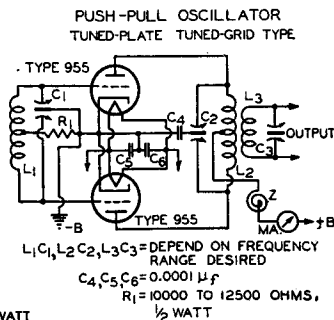 PUSH-PULL OSCILLATOR
TUNED-PLATE TUNED-GRID TYPE
TYPE 955
C1
R1
L1
C4
C2
L3
C5
C6
C3
OUTPUT
L2
Z
-B
TYPE 955
MA.
+B
L1C1, L2C2, L3C3 = DEPEND ON FREQUENCY
RANGE DESIRED
C4, C5, C6 = 0.0001 μf
R1 = 10000 TO 12500 OHMS,
1/2 WATT
WATT